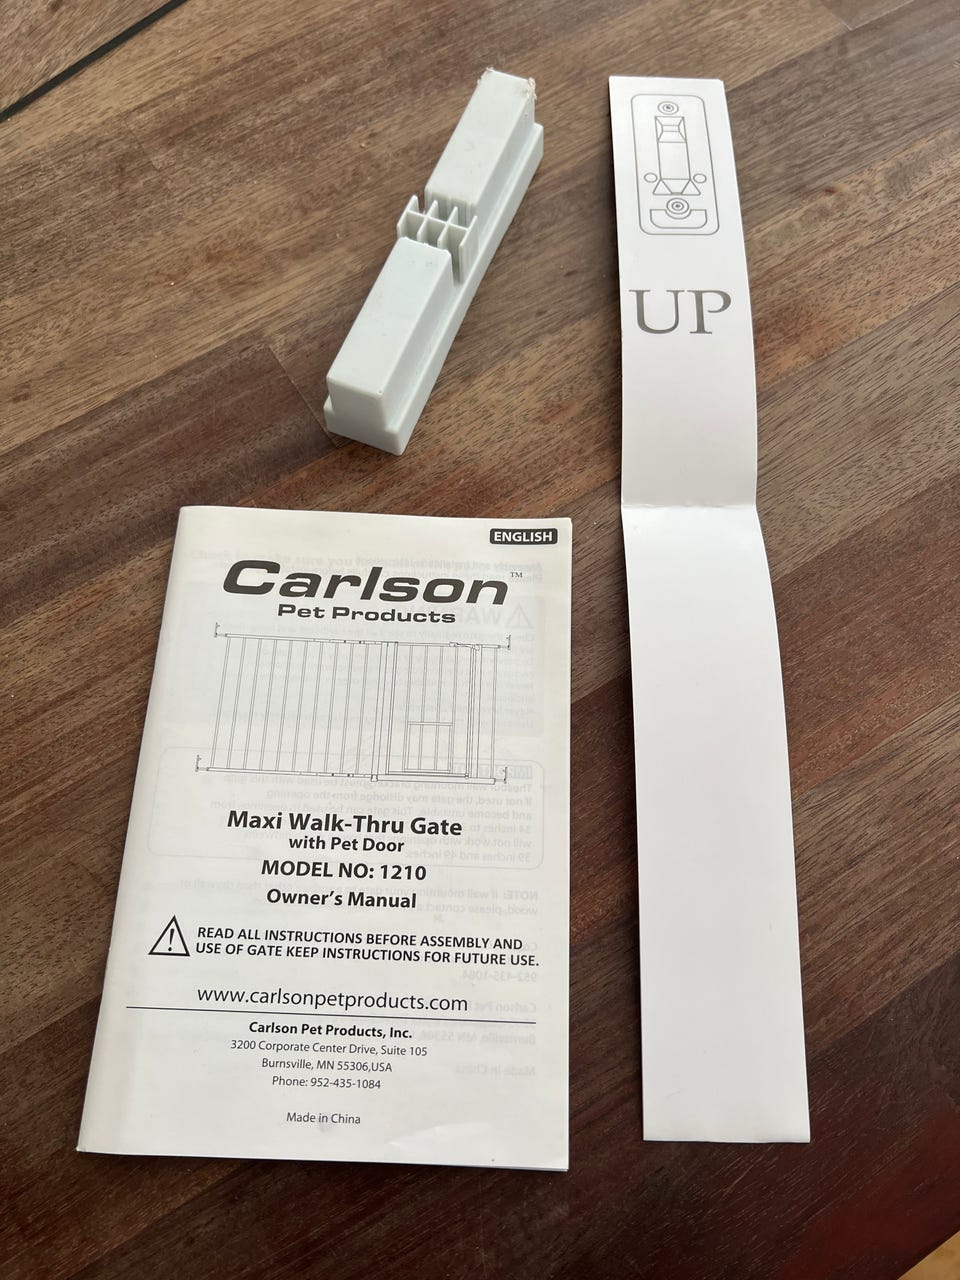 UP
ENGLISH
Carlson™
Pet Products
Maxi Walk-Thru Gate
with Pet Door
MODEL NO: 1210
Owner's Manual
READ ALL INSTRUCTIONS BEFORE ASSEMBLY AND
USE OF GATE KEEP INSTRUCTIONS FOR FUTURE USE.
www.carlsonpetproducts.com
Carlson Pet Products, Inc.
3200 Corporate Center Drive, Suite 105
Burnsville, MN 55306,USA
Phone: 952-435-1084
Made in China